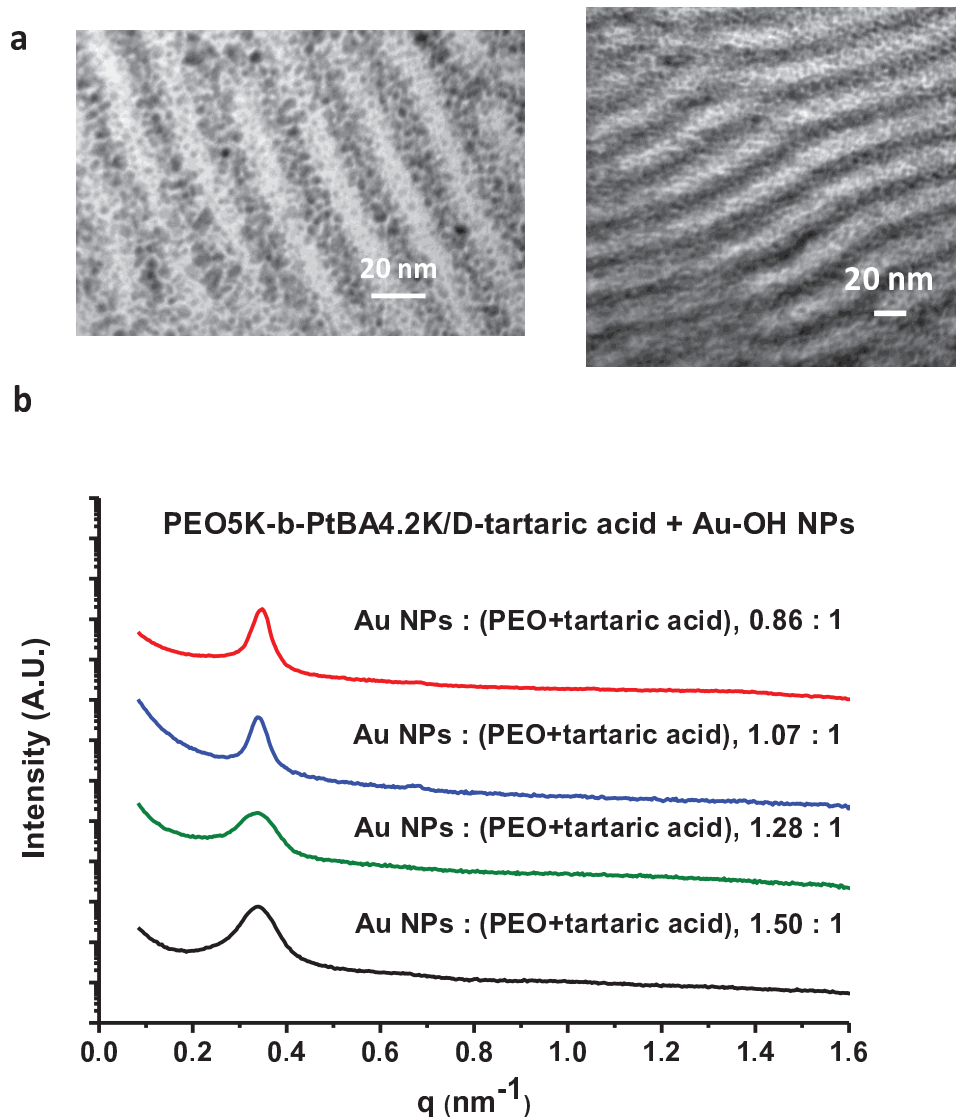 a
20 nm
20 nm
b
PEO5K-b-PtBA4.2K/D-tartaric acid + Au-OH NPs
Au NPs : (PEO+tartaric acid), 0.86 : 1
Au NPs : (PEO+tartaric acid), 1.07 : 1
Au NPs : (PEO+tartaric acid), 1.28 : 1
Au NPs : (PEO+tartaric acid), 1.50 : 1
Intensity (A.U.)
0.0 0.2 0.4 0.6 0.8 1.0 1.2 1.4 1.6
q (nm⁻¹)